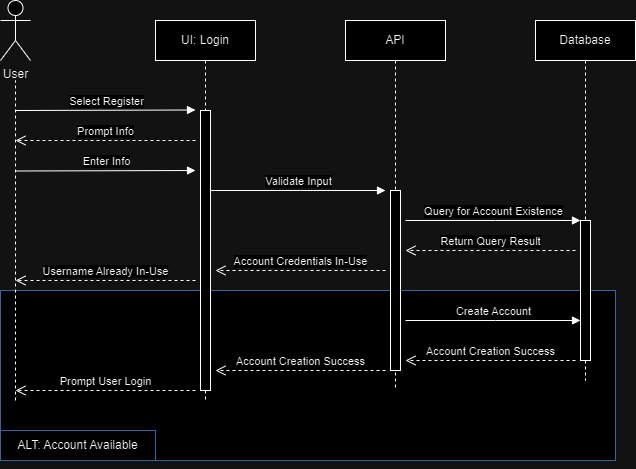 UI: Login
API
Database
User
Select Register
Prompt Info
Enter Info
Validate Input
Query for Account Existence
Return Query Result
Account Credentials In-Use
Username Already In-Use
Create Account
Account Creation Success
Account Creation Success
Prompt User Login
ALT: Account Available